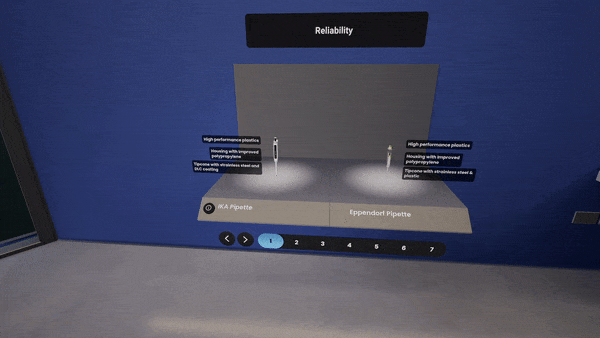 Reliability
High performance plastics
Housing with improved
polypropylene
Tipcone with stainless steel and
DLC coating
High performance plastics
Housing with improved
polypropylene
Tipcone with strainless steel &
plastic
IKA Pipette
Eppendorf Pipette
1 2 3 4 5 6 7